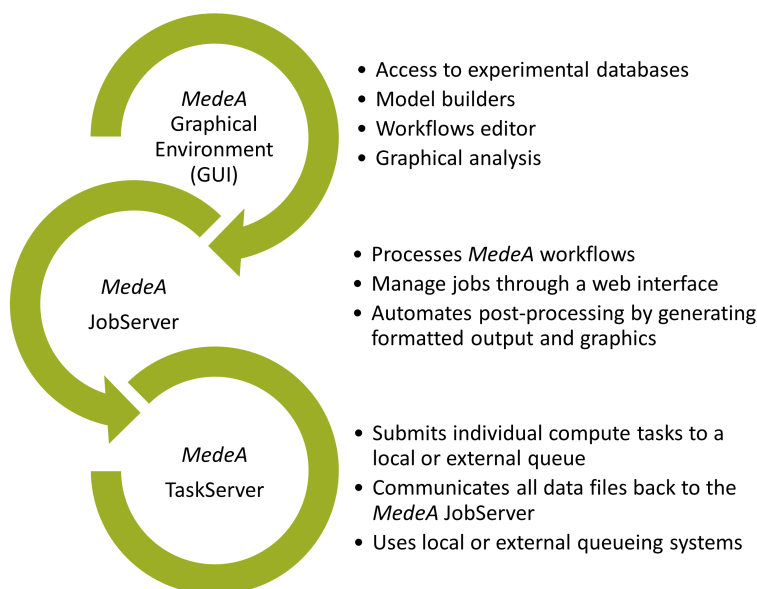 MedeA
Graphical
Environment
(GUI)
• Access to experimental databases
• Model builders
• Workflows editor
• Graphical analysis
MedeA
JobServer
• Processes MedeA workflows
• Manage jobs through a web interface
• Automates post-processing by generating
formatted output and graphics
MedeA
TaskServer
• Submits individual compute tasks to a
local or external queue
• Communicates all data files back to the
MedeA JobServer
• Uses local or external queueing systems